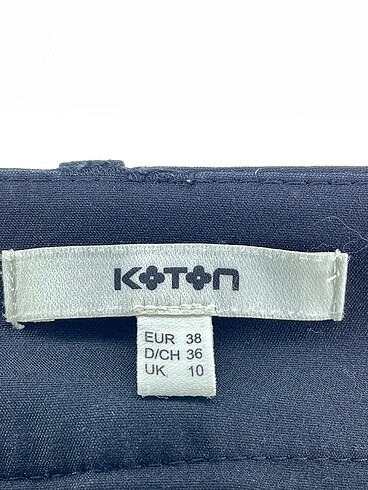 KOTON
EUR 38
D/CH 36
UK 10